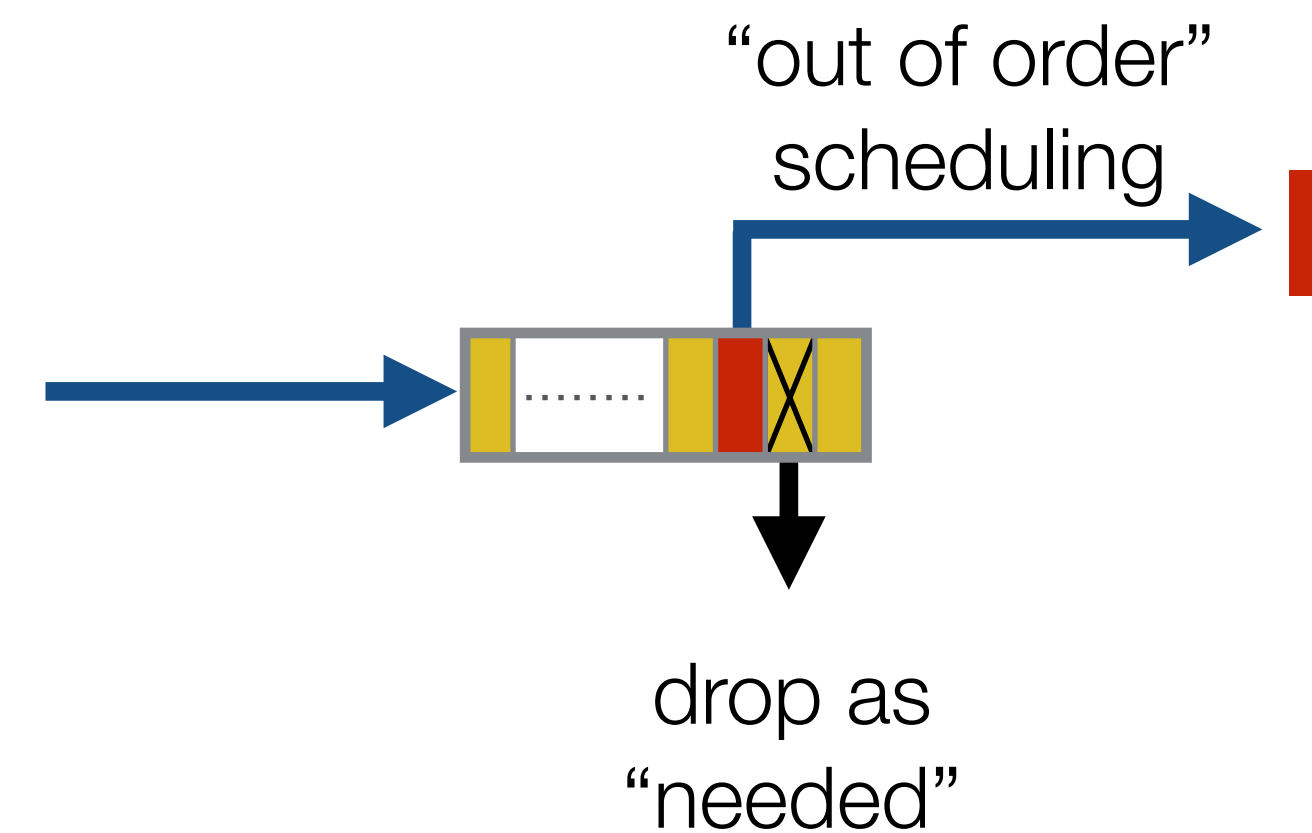 “out of order”
scheduling
drop as
“needed”